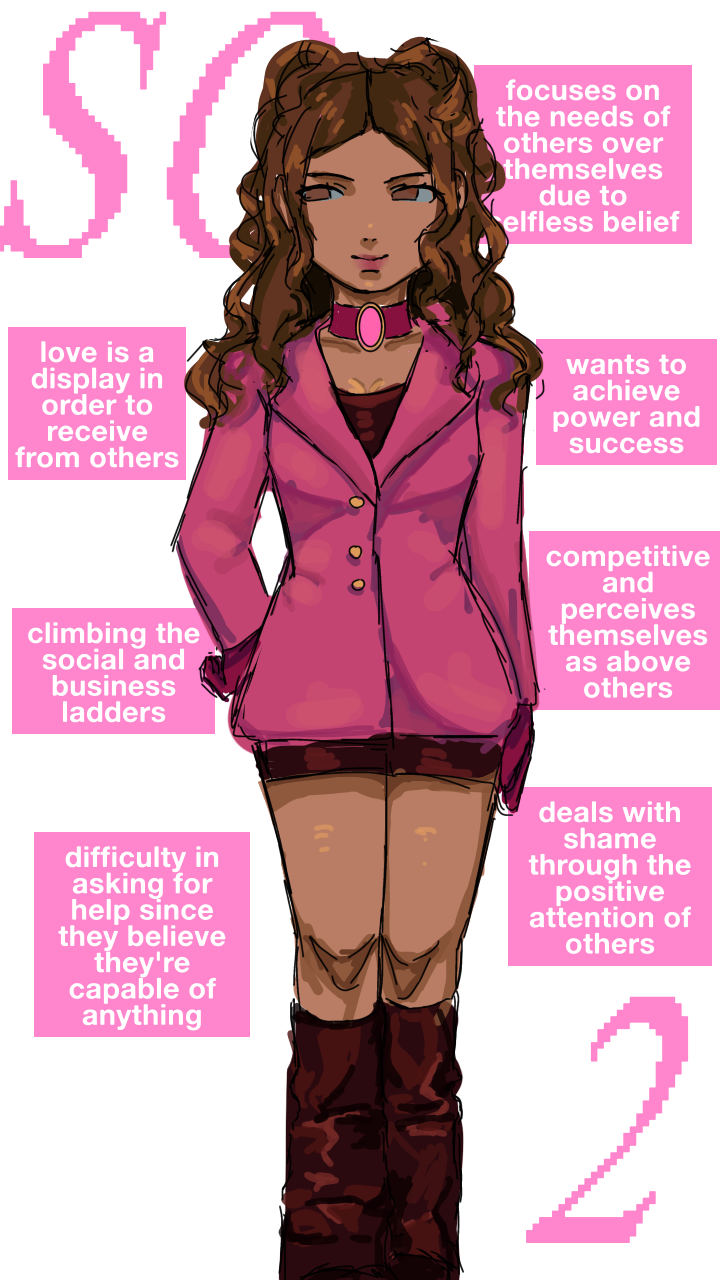 SO
focuses on
the needs of
others over
themselves
due to
selfless belief
love is a
display in
order to
receive
from others
wants to
achieve
power and
success
competitive
and
perceives
themselves
as above
others
climbing the
social and
business
ladders
deals with
shame
through the
positive
attention of
others
difficulty in
asking for
help since
they believe
they're
capable of
anything
2